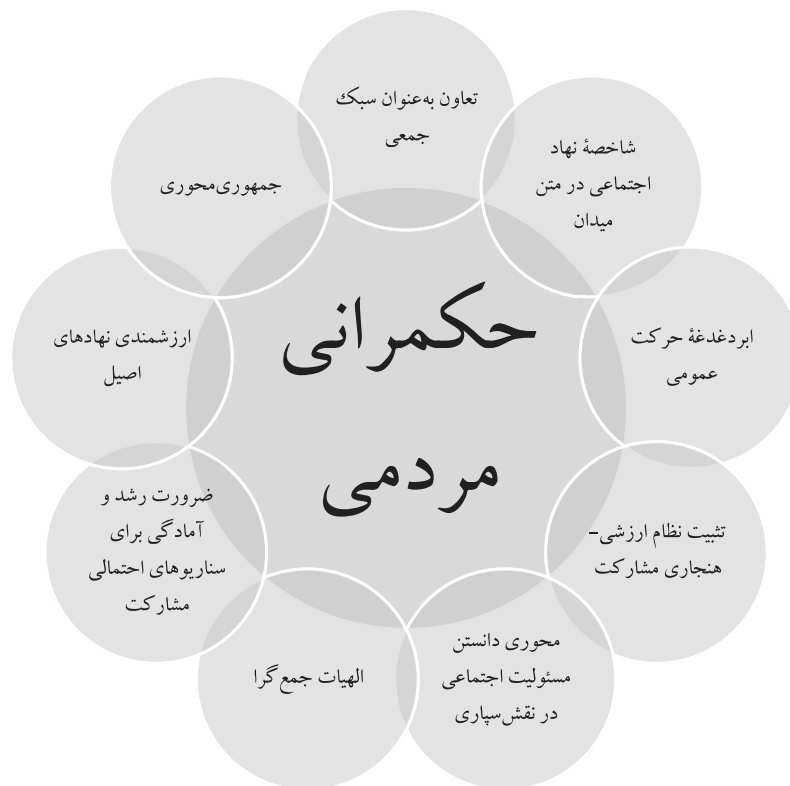 تعاون به‌عنوان سبک
جمعی
شاخصهٔ نهاد
اجتماعی در متن
میدان
ابردغدغهٔ حرکت
عمومی
تثبیت نظام ارزشی–
هنجاری مشارکت
محوری دانستن
مسئولیت اجتماعی
در نقش‌سپاری
الهیات جمع‌گرا
ضرورت رشد و
آمادگی برای
سناریوهای احتمالی
مشارکت
ارزشمندی نهادهای
اصیل
جمهوری‌محوری
حکمرانی
مردمی